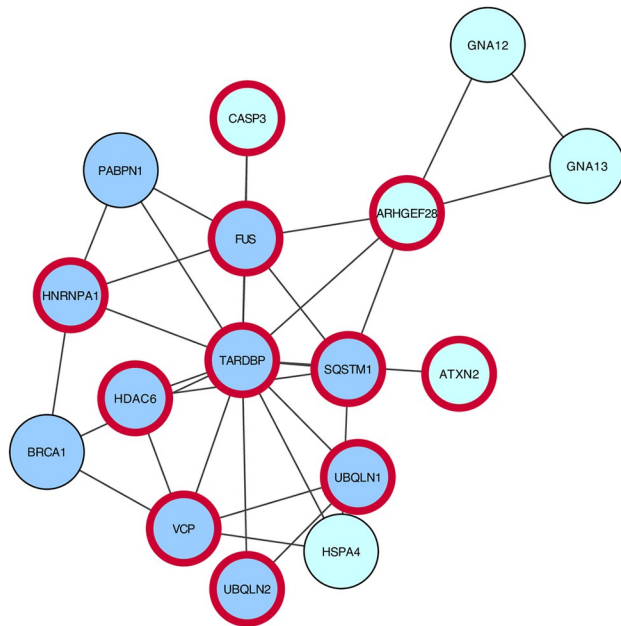 GNA12
CASP3
GNA13
PABPN1
ARHGEF28
FUS
HNRNPA1
TARDBP
SQSTM1
ATXN2
HDAC6
BRCA1
UBQLN1
VCP
HSPA4
UBQLN2